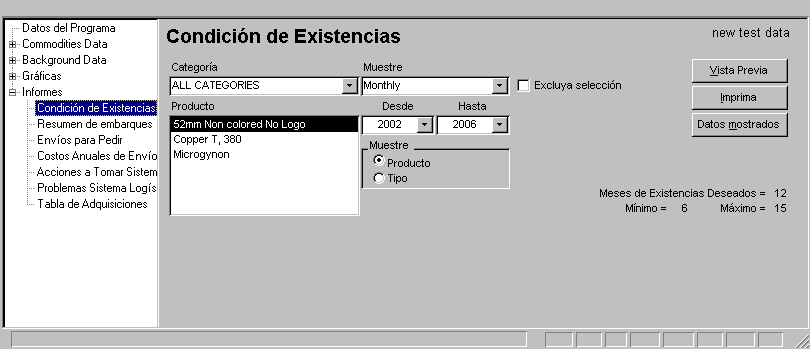 Datos del Programa
Commodities Data
Background Data
Gráficas
Informes
Condición de Existencias
Resumen de embarques
Envíos para Pedir
Costos Anuales de Envío
Acciones a Tomar Sistem
Problemas Sistema Logís
Tabla de Adquisiciones
Condición de Existencias
new test data
Categoría
Muestre
ALL CATEGORIES
Monthly
Excluya selección
Vista Previa
Imprima
Datos mostrados
Producto
Desde
Hasta
52mm Non colored No Logo
Copper T, 380
Microgynon
2002
2006
Muestre
Producto
Tipo
Meses de Existencias Deseados = 12
Mínimo = 6 Máximo = 15